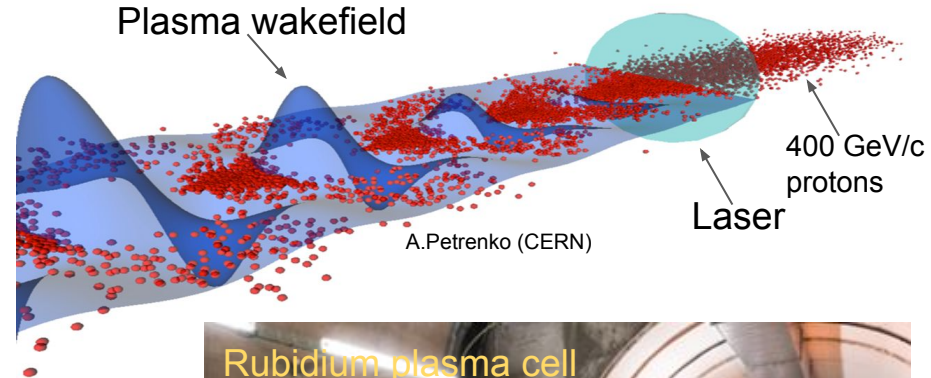 Plasma wakefield
400 GeV/c
protons
Laser
A.Petrenko (CERN)
Rubidium plasma cell